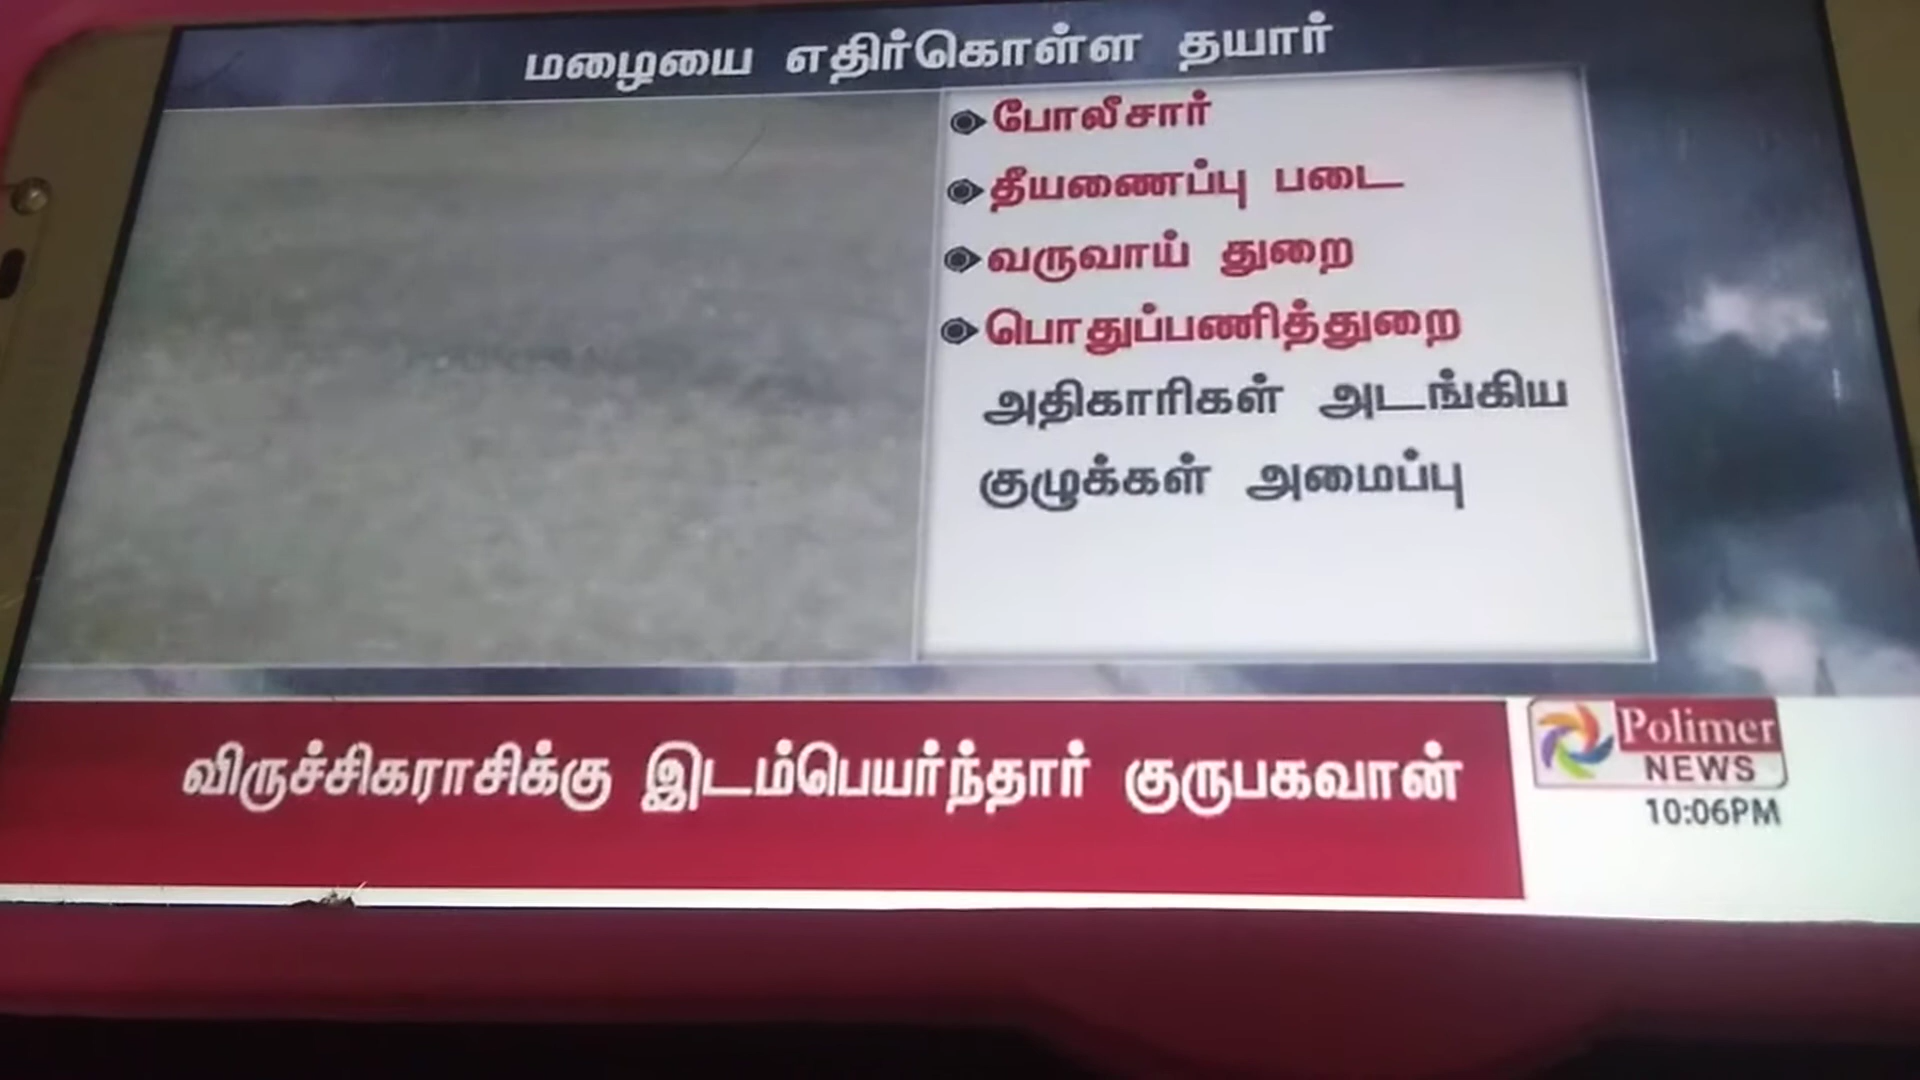 மழையை எதிர்கொள்ள தயார்
போலீசார்
தீயணைப்பு படை
வருவாய் துறை
பொதுப்பணித்துறை
அதிகாரிகள் அடங்கிய
குழுக்கள் அமைப்பு
விருச்சிகராசிக்கு இடம்பெயர்ந்தார் குருபகவான்
Polimer
NEWS
10:06PM